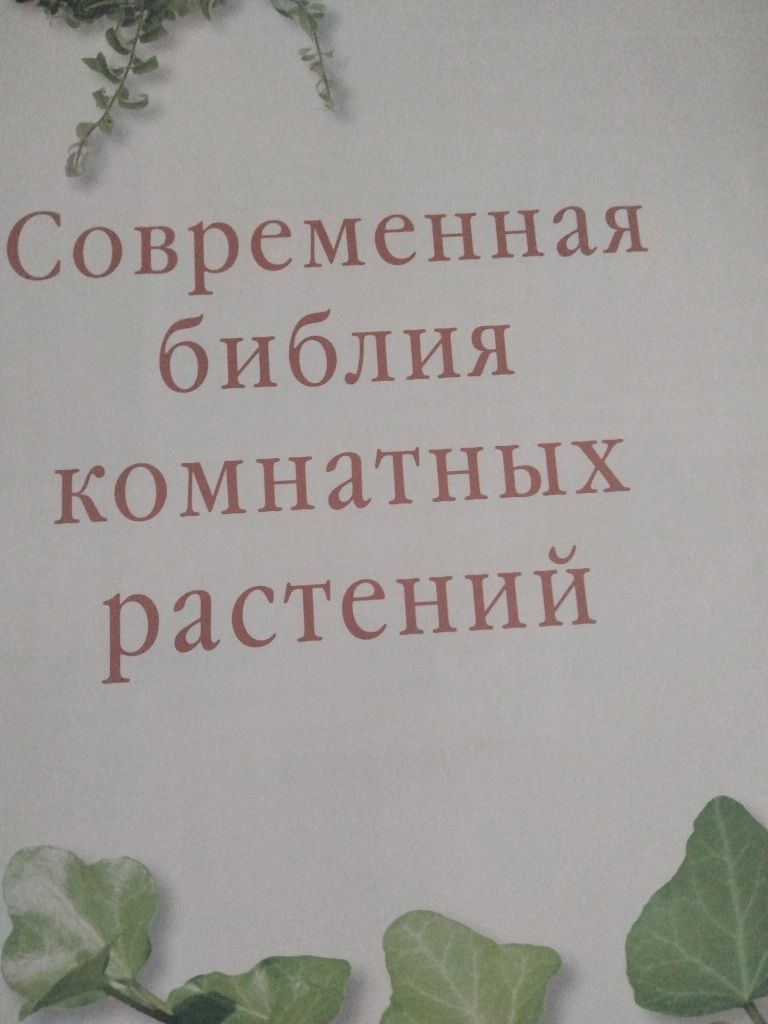 Современная
библия
комнатных
растений